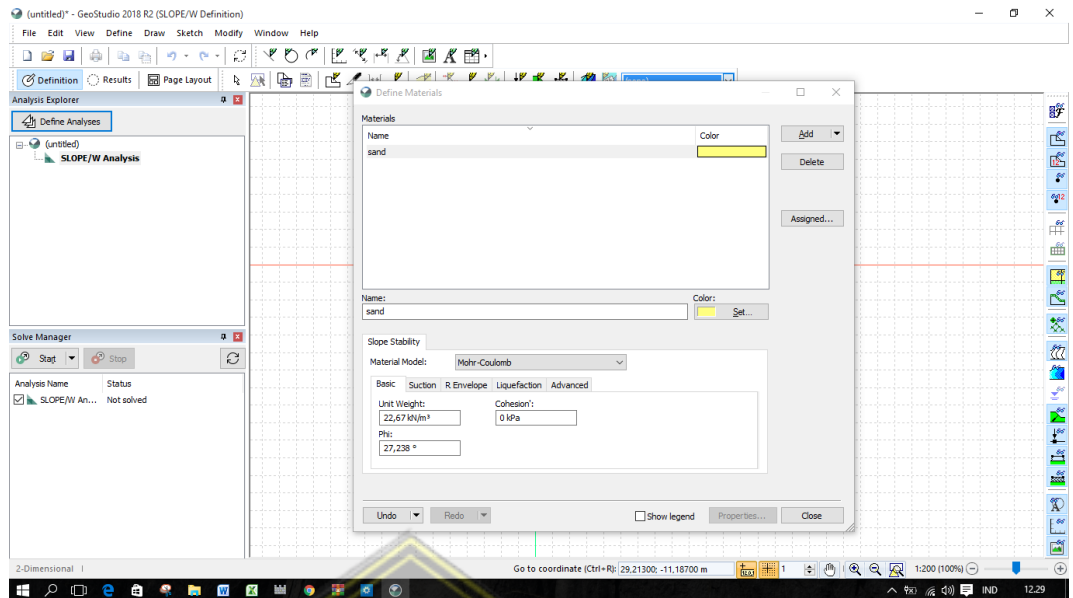 (untitled)* - GeoStudio 2018 R2 (SLOPE/W Definition)
File Edit View Define Draw Sketch Modify Window Help
Definition Results Page Layout
Analysis Explorer
Define Analyses
(untitled)
SLOPE/W Analysis
Define Materials
Materials
Name Color
sand
Add
Delete
Assigned...
Name: Color:
sand Set...
Slope Stability
Material Model: Mohr-Coulomb
Basic Suction R Envelope Liquefaction Advanced
Unit Weight: Cohesion':
22,67 kN/m³ 0 kPa
Phi:
27,238 °
Undo Redo Show legend Properties... Close
Solve Manager
Start Stop
Analysis Name Status
SLOPE/W An... Not solved
2-Dimensional
Go to coordinate (Ctrl+R): 29,21300; -11,18700 m 1 1:200 (100%)
IND 12.29